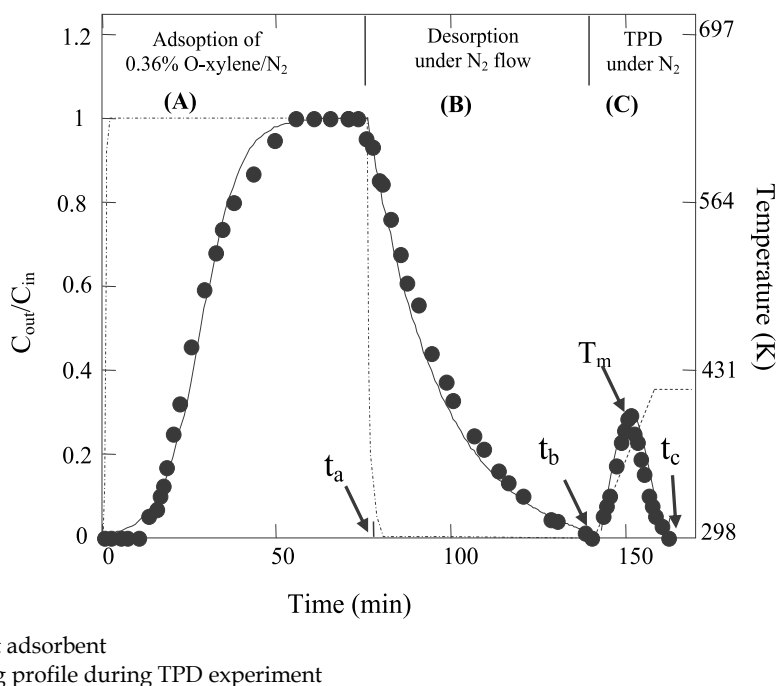 1.2
Adsoption of
0.36% O-xylene/N2
(A)
Desorption
under N2 flow
(B)
TPD
under N2
(C)
697
1
0.8
564
0.6
0.4
431
0.2
0
298
Cout/Cin
Temperature (K)
Tm
ta
tb
tc
0
50
100
150
Time (min)
adsorbent
profile during TPD experiment